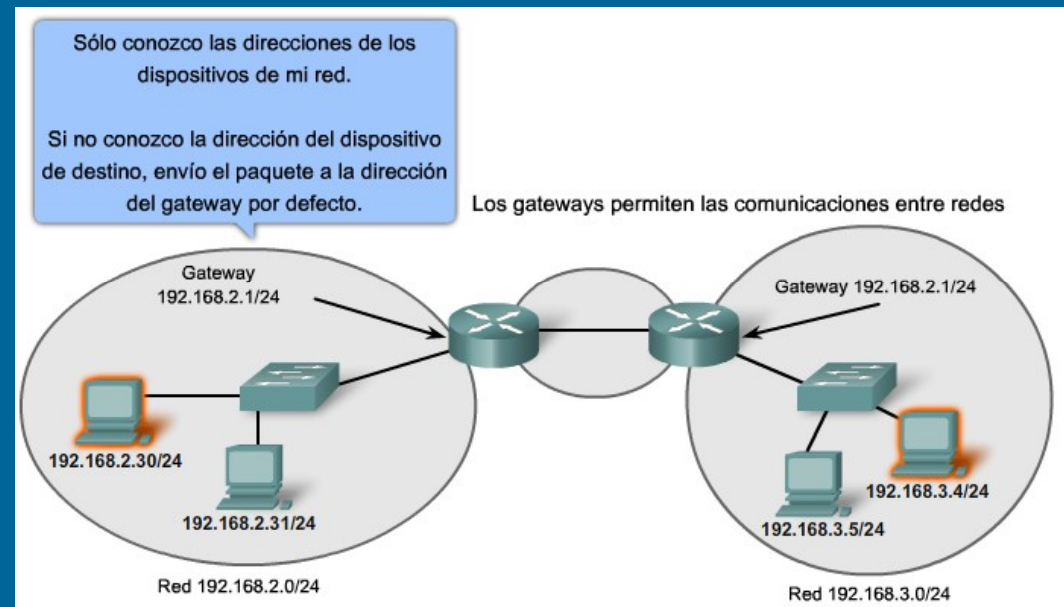 Sólo conozco las direcciones de los
dispositivos de mi red.
Si no conozco la dirección del dispositivo
de destino, envío el paquete a la dirección
del gateway por defecto.
Los gateways permiten las comunicaciones entre redes
Gateway
192.168.2.1/24
Gateway 192.168.2.1/24
192.168.2.30/24
192.168.2.31/24
192.168.3.4/24
192.168.3.5/24
Red 192.168.2.0/24
Red 192.168.3.0/24